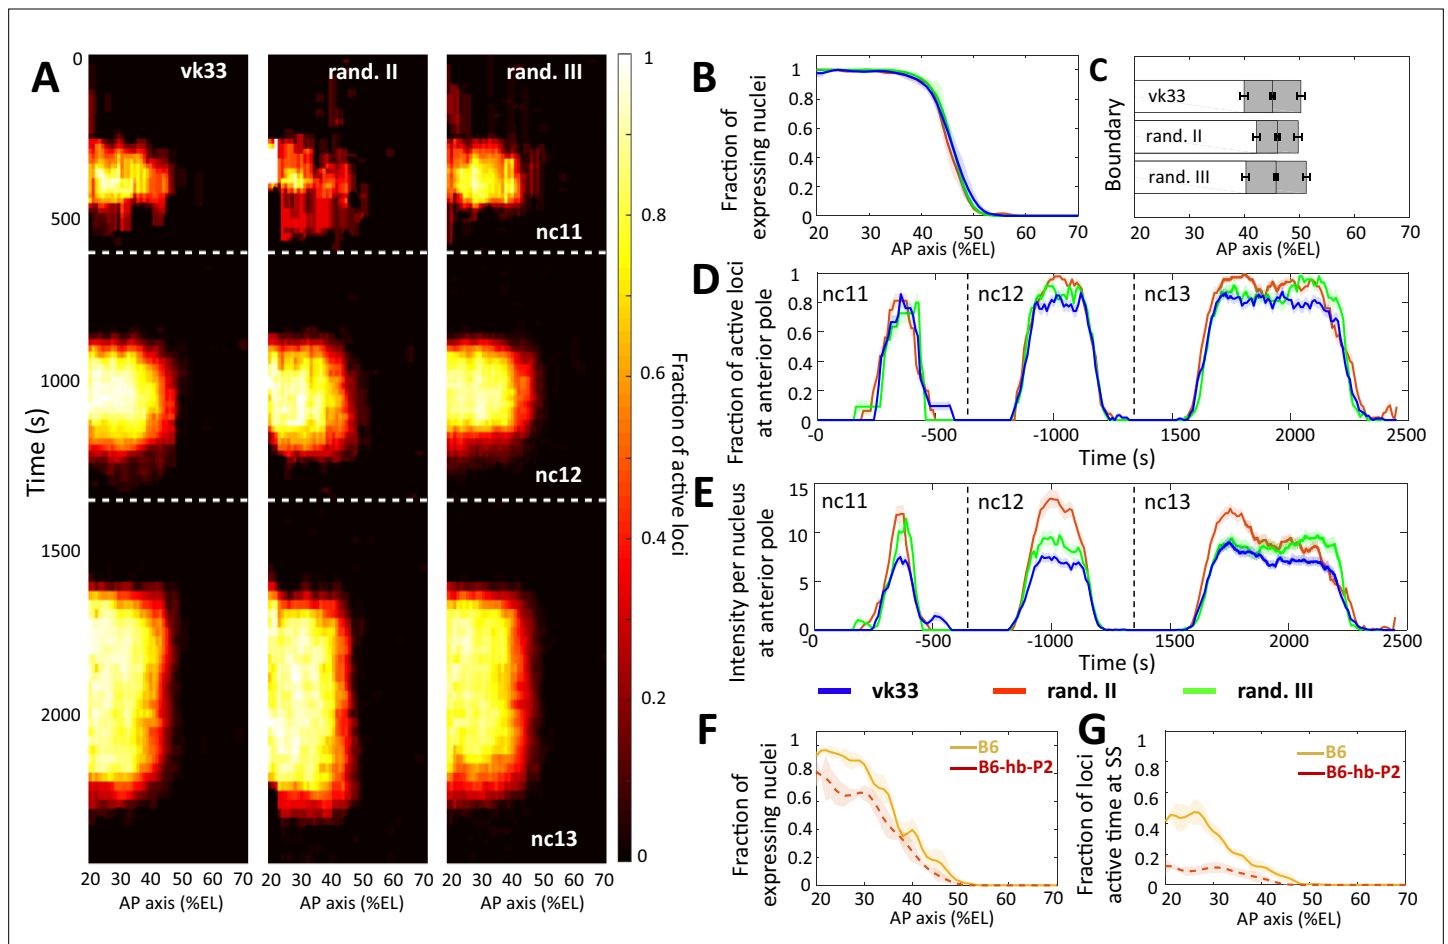 A
vk33
rand. II
rand. III
nc11
nc12
nc13
0
500
1000
1500
2000
Time (s)
20 30 40 50 60 70
20 30 40 50 60 70
20 30 40 50 60 70
AP axis (%EL)
AP axis (%EL)
AP axis (%EL)
1
0.8
0.6
0.4
0.2
0
Fraction of active loci
B
Fraction of
expressing nuclei
1
0.8
0.6
0.4
0.2
0
20 30 40 50 60 70
AP axis (%EL)
C
Boundary
vk33
rand. II
rand. III
20 30 40 50 60 70
AP axis (%EL)
D
Fraction of active loci
at anterior pole
1
0.8
0.6
0.4
0.2
0
nc11
nc12
nc13
-0 -500 -1000 1500 2000 2500
Time (s)
E
Intensity per nucleus
at anterior pole
15
10
5
0
nc11
nc12
nc13
-0 -500 -1000 1500 2000 2500
Time (s)
vk33
rand. II
rand. III
F
Fraction of
expressing nuclei
1
0.8
0.6
0.4
0.2
0
B6
B6-hb-P2
20 30 40 50 60 70
AP axis (%EL)
G
Fraction of loci
active time at SS
1
0.8
0.6
0.4
0.2
0
B6
B6-hb-P2
20 30 40 50 60 70
AP axis (%EL)